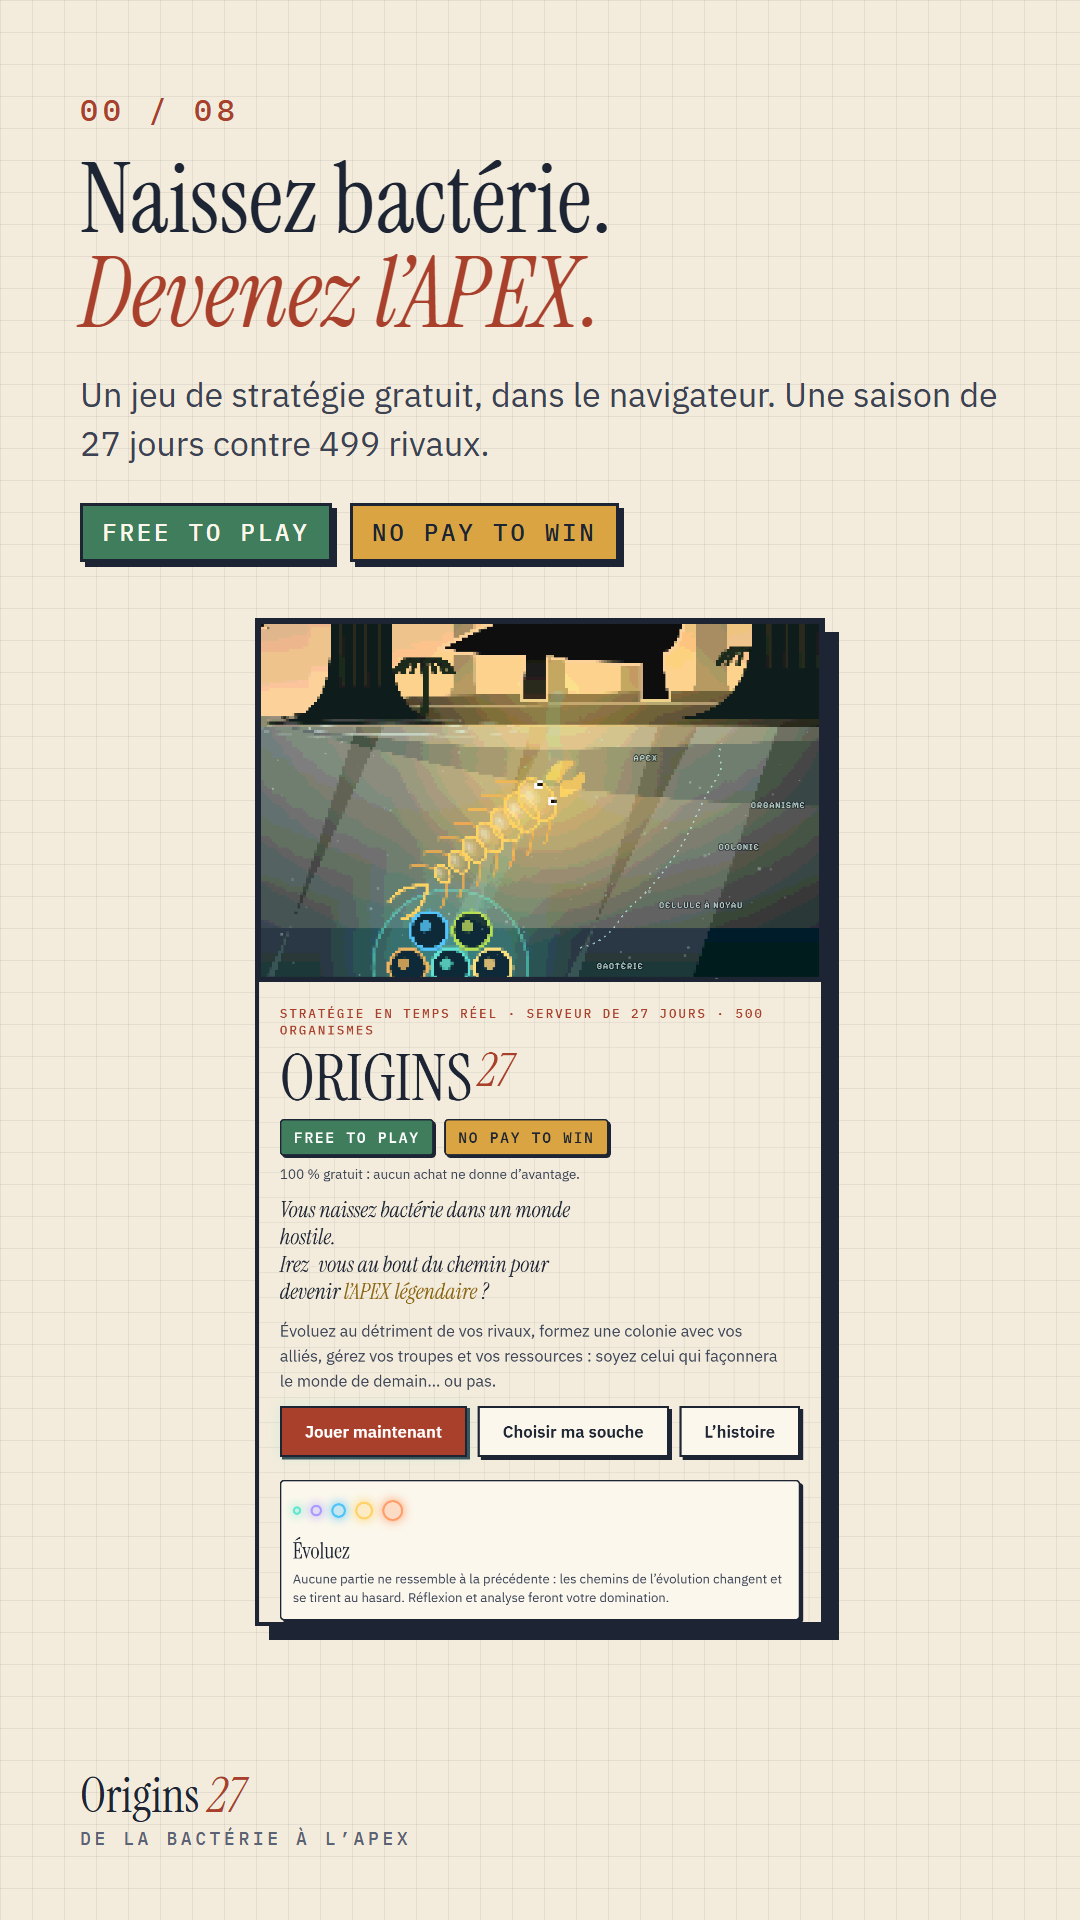 00 / 08
Naissez bactérie.
Devenez l’APEX.
Un jeu de stratégie gratuit, dans le navigateur. Une saison de
27 jours contre 499 rivaux.
FREE TO PLAY
NO PAY TO WIN
APEX
ORGANISME
COLONIE
CELLULE À NOYAU
BACTÉRIE
STRATÉGIE EN TEMPS RÉEL · SERVEUR DE 27 JOURS · 500
ORGANISMES
ORIGINS 27
FREE TO PLAY
NO PAY TO WIN
100 % gratuit : aucun achat ne donne d’avantage.
Vous naissez bactérie dans un monde
hostile.
Irez vous au bout du chemin pour
devenir l’APEX légendaire ?
Évoluez au détriment de vos rivaux, formez une colonie avec vos
alliés, gérez vos troupes et vos ressources : soyez celui qui façonnera
le monde de demain… ou pas.
Jouer maintenant
Choisir ma souche
L’histoire
Évoluez
Aucune partie ne ressemble à la précédente : les chemins de l’évolution changent et
se tirent au hasard. Réflexion et analyse feront votre domination.
Origins 27
DE LA BACTÉRIE À L’APEX